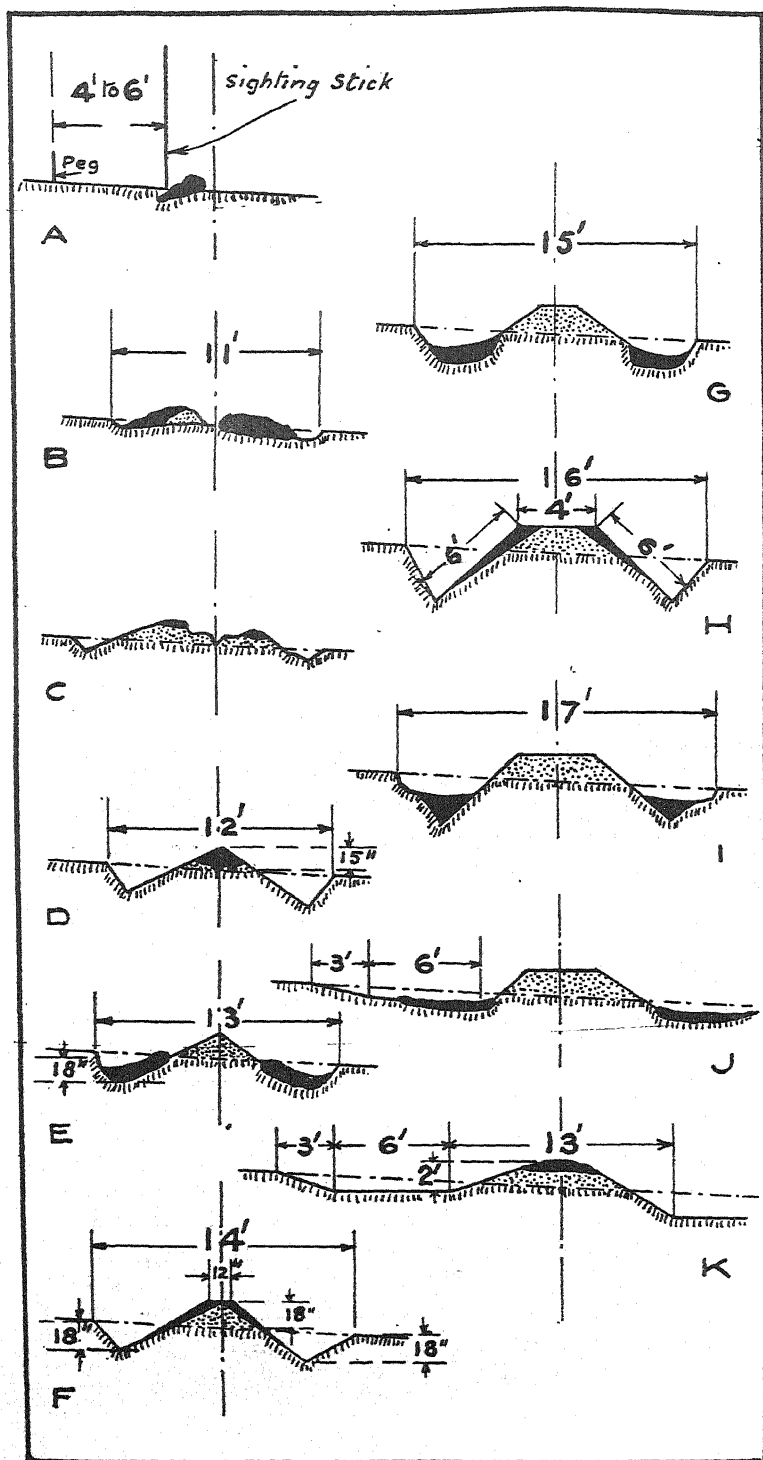 4' to 6'
sighting stick
Peg
A
11'
B
C
12'
15"
D
13'
18"
E
14'
12"
18"
18"
18"
F
15'
G
16'
4'
6'
6'
H
17'
I
3'
6'
J
3'
6'
13'
2'
K